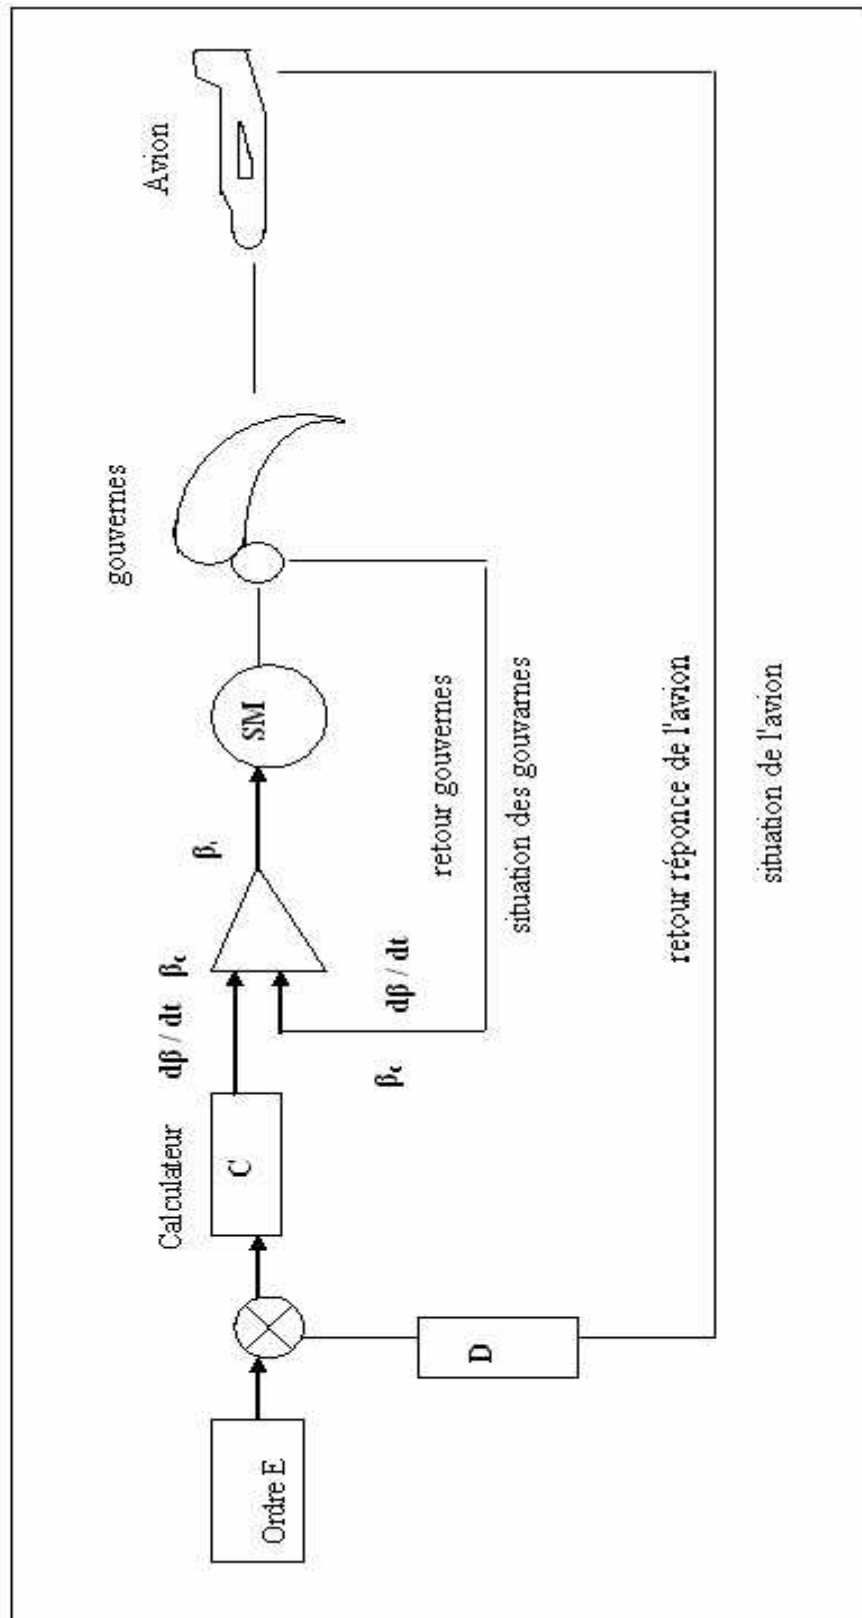 Ordre E
Calculateur
C
dβ / dt βc
βc dβ / dt
D
SM
retour gouvernes
situation des gouvarnes
gouvernes
Avion
retour réponce de l'avion
situation de l'avion